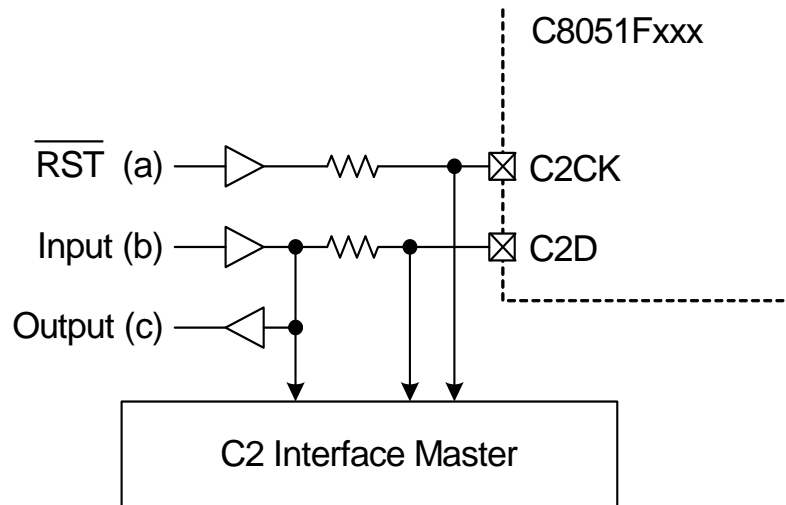 C8051Fxxx
RST (a)
C2CK
Input (b)
C2D
Output (c)
C2 Interface Master